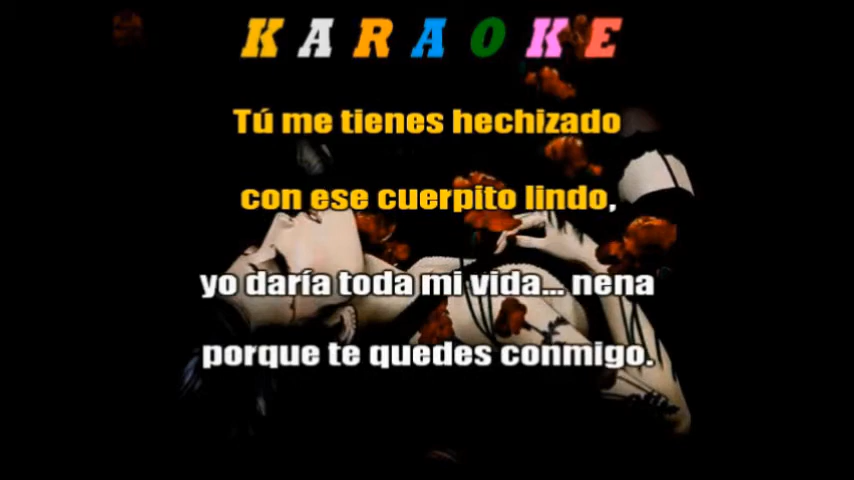 KARAOKE
Tú me tienes hechizado
con ese cuerpito lindo,
yo daría toda mi vida... nena
porque te quedes conmigo.